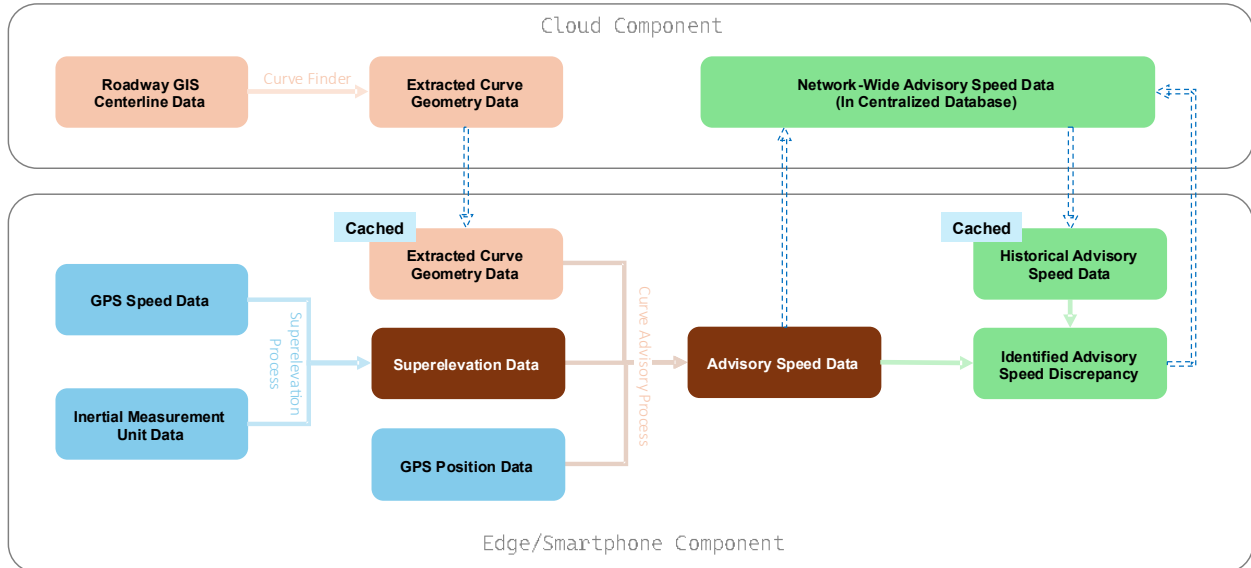 Cloud Component
Roadway GIS
Centerline Data
Curve Finder
Extracted Curve
Geometry Data
Network-Wide Advisory Speed Data
(In Centralized Database)
Cached
Extracted Curve
Geometry Data
Cached
Historical Advisory
Speed Data
GPS Speed Data
Superelevation
Process
Inertial Measurement
Unit Data
Superelevation Data
GPS Position Data
Curve Advisory Process
Advisory Speed Data
Identified Advisory
Speed Discrepancy
Edge/Smartphone Component